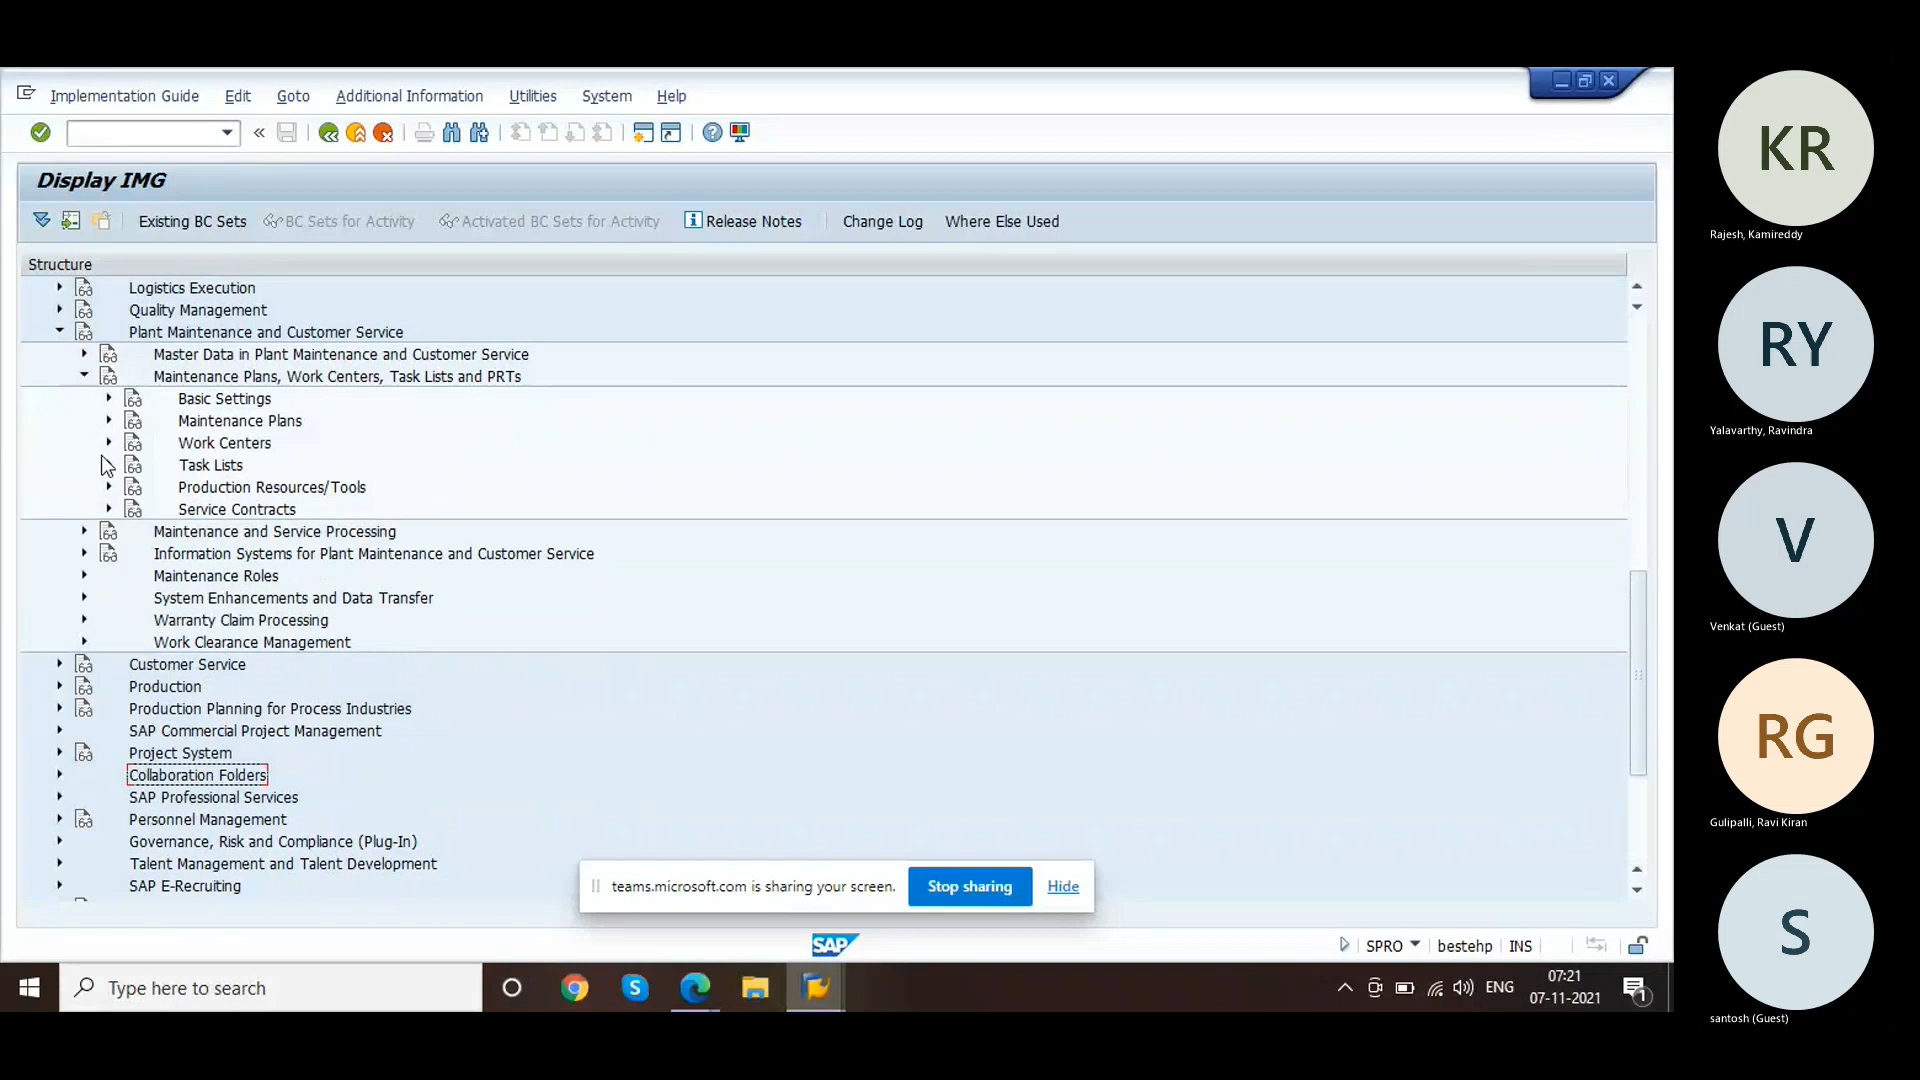 Implementation Guide Edit Goto Additional Information Utilities System Help
Display IMG
Existing BC Sets BC Sets for Activity Activated BC Sets for Activity Release Notes Change Log Where Else Used
Structure
Logistics Execution
Quality Management
Plant Maintenance and Customer Service
Master Data in Plant Maintenance and Customer Service
Maintenance Plans, Work Centers, Task Lists and PRTs
Basic Settings
Maintenance Plans
Work Centers
Task Lists
Production Resources/Tools
Service Contracts
Maintenance and Service Processing
Information Systems for Plant Maintenance and Customer Service
Maintenance Roles
System Enhancements and Data Transfer
Warranty Claim Processing
Work Clearance Management
Customer Service
Production
Production Planning for Process Industries
SAP Commercial Project Management
Project System
Collaboration Folders
SAP Professional Services
Personnel Management
Governance, Risk and Compliance (Plug-In)
Talent Management and Talent Development
SAP E-Recruiting
teams.microsoft.com is sharing your screen. Stop sharing Hide
SAP SPRO bestehp INS
Type here to search
ENG 07:21
07-11-2021
1
KR
Rajesh, Kamireddy
RY
Yalavarthy, Ravindra
V
Venkat (Guest)
RG
Gulipalli, Ravi Kiran
S
santosh (Guest)